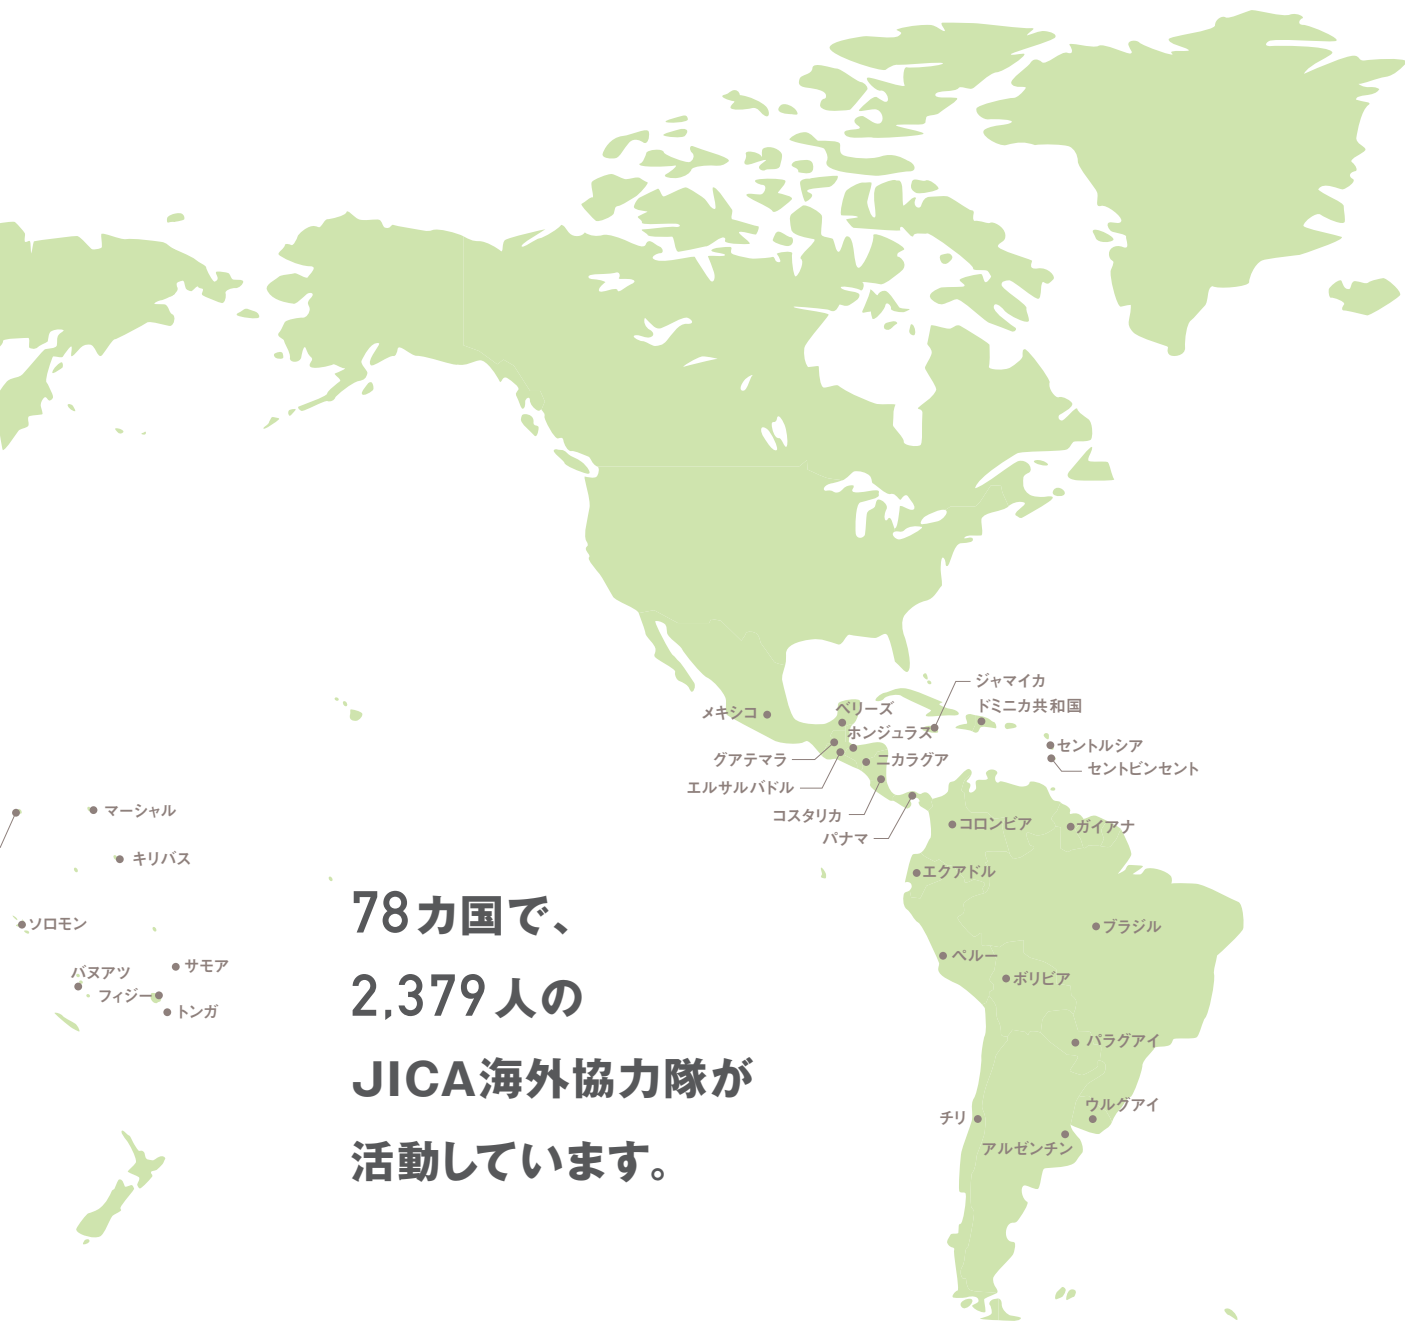 ジャマイカ
ドミニカ共和国
メキシコ
ベリーズ
ホンジュラス
セントルシア
グアテマラ
ニカラグア
セントビンセント
エルサルバドル
コスタリカ
パナマ
コロンビア
ガイアナ
マーシャル
キリバス
エクアドル
ソロモン
ブラジル
ペルー
サモア
バヌアツ
ボリビア
フィジー
トンガ
パラグアイ
ウルグアイ
チリ
アルゼンチン
78カ国で、
2,379人の
JICA海外協力隊が
活動しています。